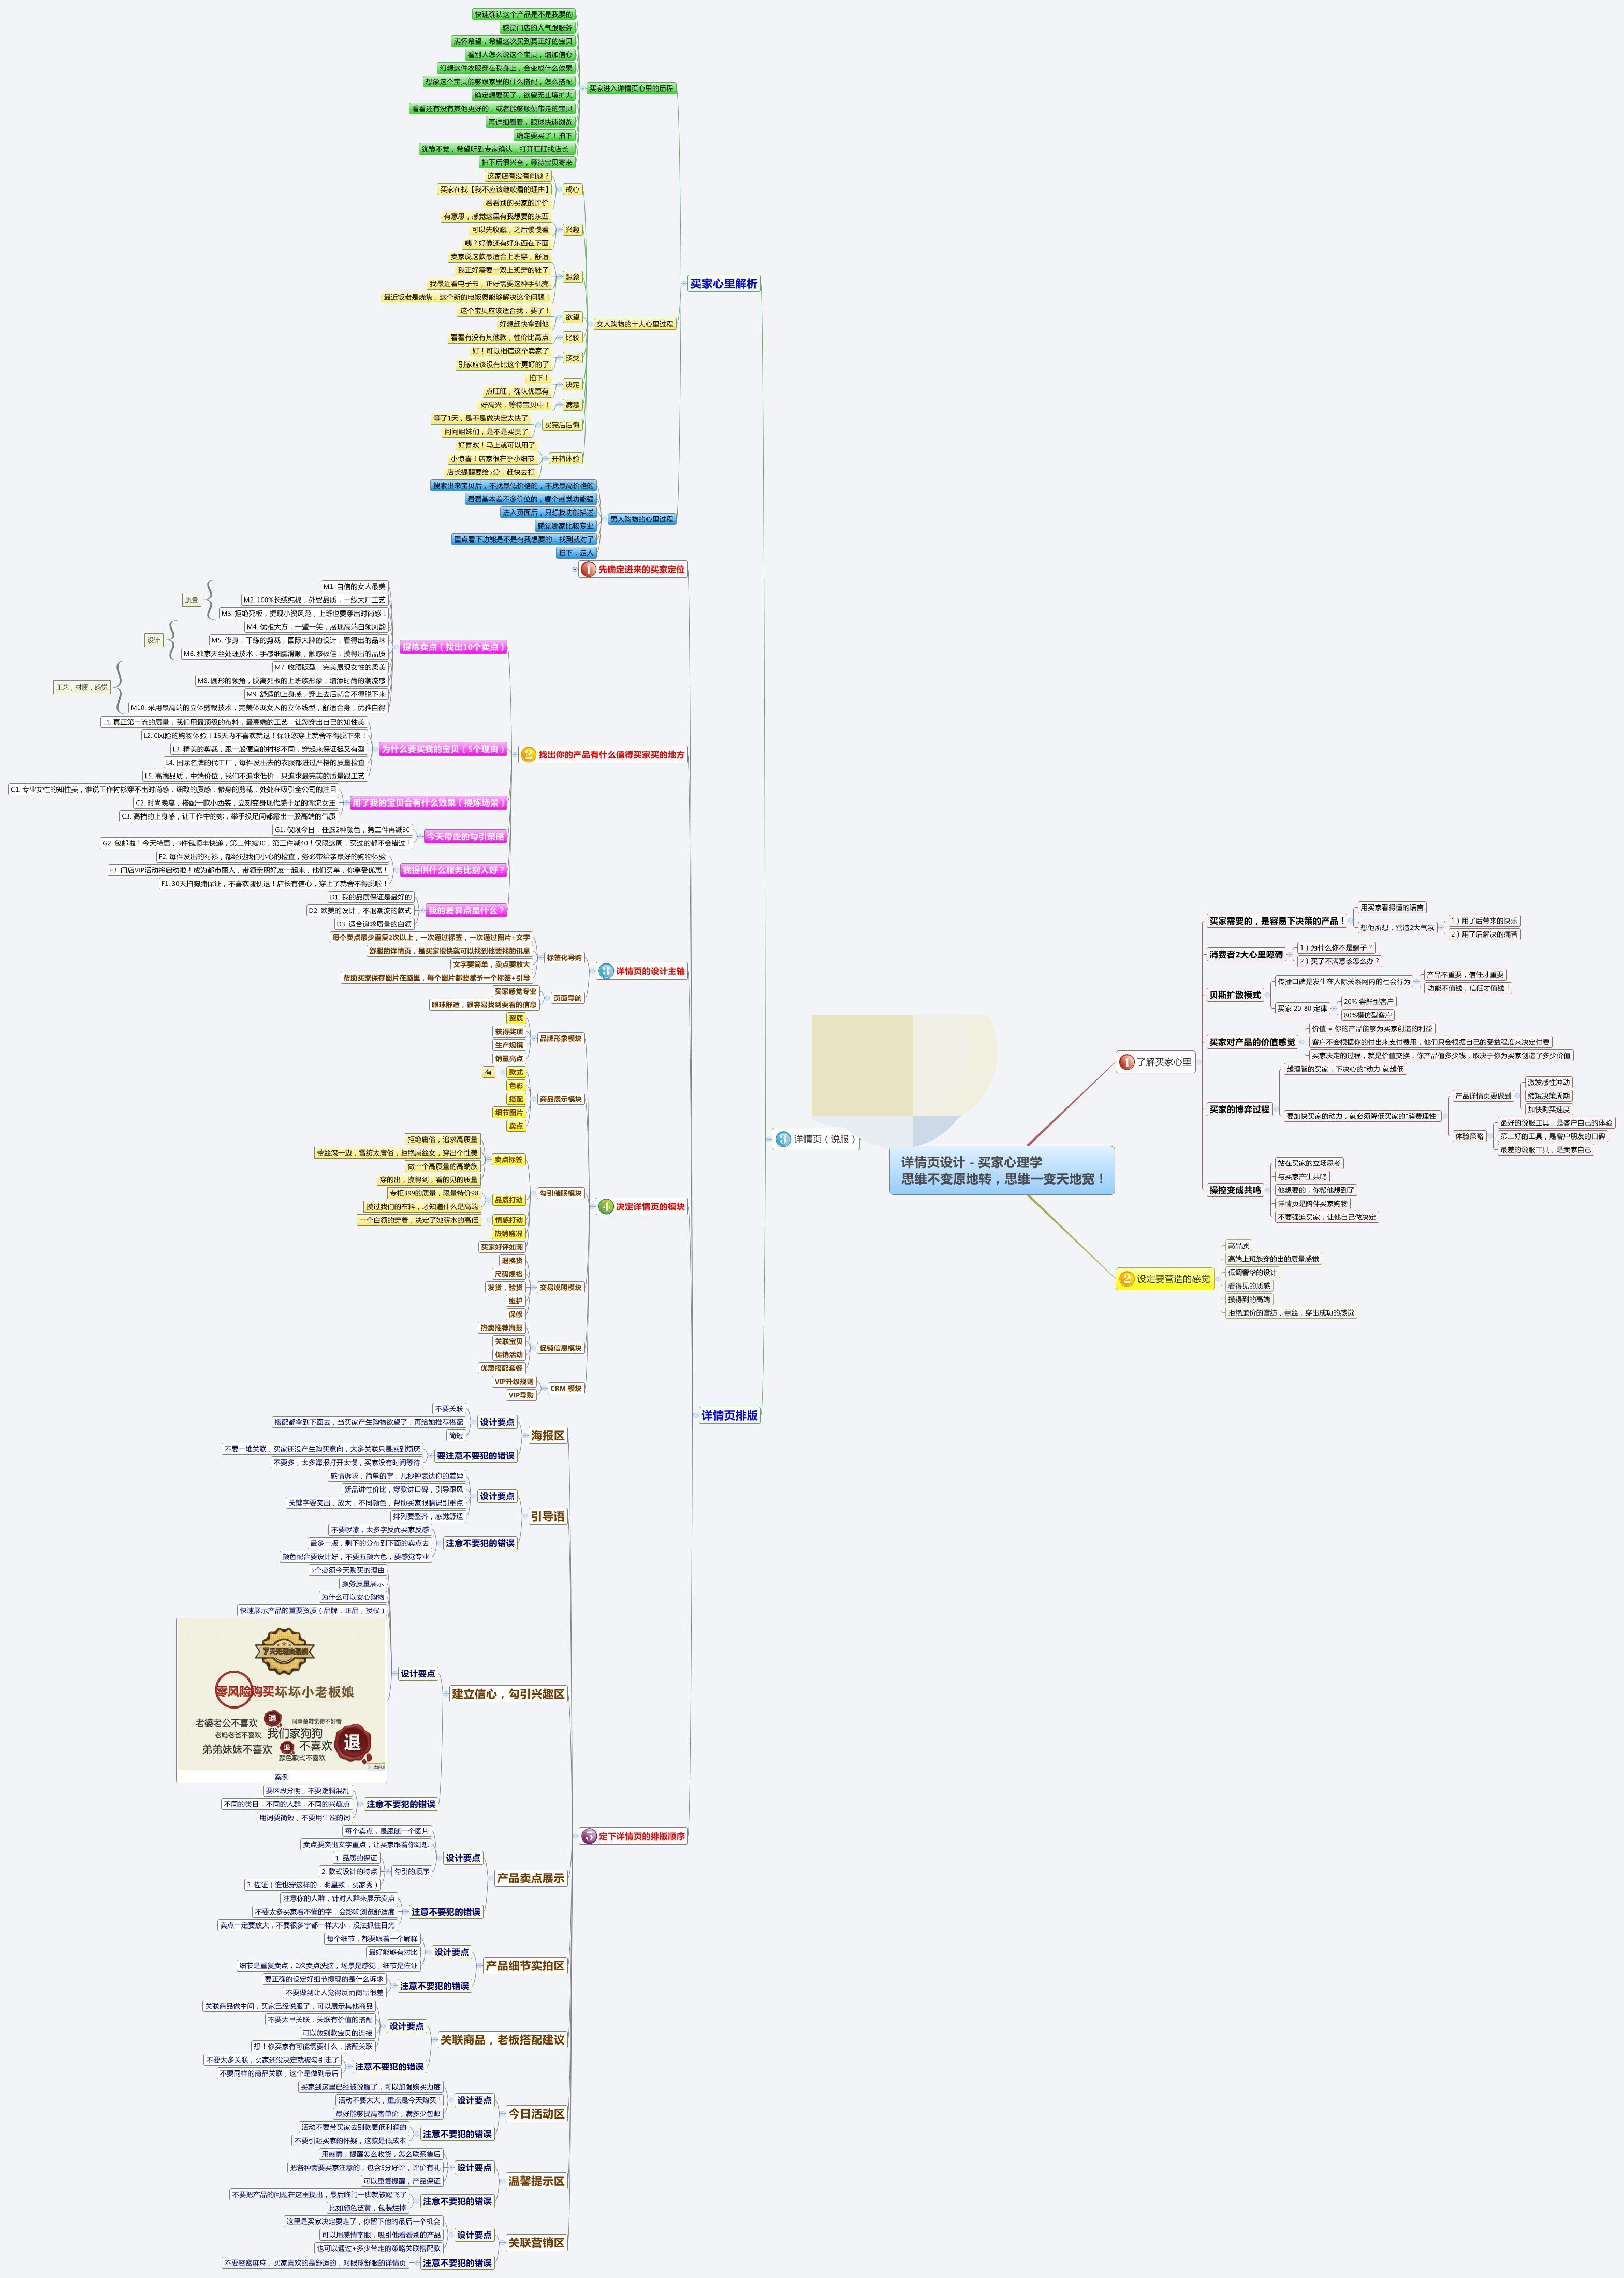 详情页设计 - 买家心理学
思维不变原地转，思维一变天地宽！
1 了解买家心里
买家需要的，是容易下决策的产品！
用买家看得懂的语言
想他所想，营造2大气氛
1）用了后带来的快乐
2）用了后解决的痛苦
消费者2大心里障碍
1）为什么你不是骗子？
2）买了不满意该怎么办？
贝斯扩散模式
传播口碑是发生在人际关系网内的社会行为
产品不重要，信任才重要
功能不值钱，信任才值钱！
买家 20-80 定律
20% 尝鲜型客户
80%模仿型客户
买家对产品的价值感觉
价值 = 你的产品能够为买家创造的利益
客户不会根据你的付出来支付费用，他们只会根据自己的受益程度来决定付费
买家决定的过程，就是价值交换，你产品值多少钱，取决于你为买家创造了多少价值
买家的博弈过程
越理智的买家，下决心的“动力”就越低
要加快买家的动力，就必须降低买家的“消费理性”
产品详情页要做到
激发感性冲动
缩短决策周期
加快购买速度
体验策略
最好的说服工具，是客户自己的体验
第二好的工具，是客户朋友的口碑
最差的说服工具，是卖家自己
操控变成共鸣
站在买家的立场思考
与买家产生共鸣
他想要的，你帮他想到了
详情页是陪伴买家购物
不要强迫买家，让他自己做决定
2 设定要营造的感觉
高品质
高端上班族穿的出的质量感觉
低调奢华的设计
看得见的质感
摸得到的高端
拒绝廉价的雪纺，蕾丝，穿出成功的感觉
3 详情页（说服）
买家心里解析
买家进入详情页心里的历程
快速确认这个产品是不是我要的
感觉门店的人气跟服务
满怀希望，希望这次买到真正好的宝贝
看别人怎么说这个宝贝，增加信心
幻想这件衣服穿在我身上，会变成什么效果
想象这个宝贝能够跟家里的什么搭配，怎么搭配
确定想要买了，欲望无止境扩大
看看还有没有其他更好的，或者能够顺便带走的宝贝
再详细看看，眼球快速浏览
确定要买了！拍下
犹豫不觉，希望听到专家确认，打开旺旺找店长！
拍下后很兴奋，等待宝贝寄来
女人购物的十大心里过程
戒心
这家店有没有问题？
买家在找【我不应该继续看的理由】
看看别的买家的评价
兴趣
有意思，感觉这里有我想要的东西
可以先收藏，之后慢慢看
咦？好像还有好东西在下面
想象
卖家说这款最适合上班穿，舒适
我正好需要一双上班穿的鞋子
我最近看电子书，正好需要这种手机壳
最近饭老是烧焦，这个新的电饭煲能够解决这个问题！
欲望
这个宝贝应该适合我，要了！
好想赶快拿到他
比较
看看有没有其他款，性价比高点
接受
好！可以相信这个卖家了
别家应该没有比这个更好的了
决定
拍下！
点旺旺，确认优惠有
满意
好高兴，等待宝贝中！
买完后后悔
等了1天，是不是做决定太快了
问问姐妹们，是不是买贵了
开箱体验
好喜欢！马上就可以用了
小惊喜！店家很在乎小细节
店长提醒要给5分，赶快去打
男人购物的心里过程
搜索出来宝贝后，不找最低价格的，不找最高价格的
看看基本差不多价位的，哪个感觉功能强
进入页面后，只想找功能描述
感觉哪家比较专业
重点看下功能是不是有我想要的，找到就对了
拍下，走人
详情页排版
1 先确定进来的买家定位
2 找出你的产品有什么值得买家买的地方
提炼卖点（找出10个卖点）
M1. 自信的女人最美
M2. 100%长绒纯棉，外贸品质，一线大厂工艺
M3. 拒绝死板，提现小资风范，上班也要穿出时尚感！
质量
M4. 优雅大方，一颦一笑，展现高端白领风韵
M5. 修身，干练的剪裁，国际大牌的设计，看得出的品味
M6. 独家天丝处理技术，手感细腻滑顺，触感极佳，摸得出的品质
设计
M7. 收腰版型，完美展现女性的柔美
M8. 圆形的领角，脱离死板的上班族形象，增添时尚的潮流感
M9. 舒适的上身感，穿上去后就舍不得脱下来
M10. 采用最高端的立体剪裁技术，完美体现女人的立体线型，舒适合身，优雅自得
工艺，材质，感觉
为什么要买我的宝贝（5个理由）
L1. 真正第一流的质量，我们用最顶级的布料，最高端的工艺，让您穿出自己的知性美
L2. 0风险的购物体验！15天内不喜欢就退！保证您穿上就舍不得脱下来！
L3. 精美的剪裁，跟一般便宜的衬衫不同，穿起来保证挺又有型
L4. 国际名牌的代工厂，每件发出去的衣服都进过严格的质量检查
L5. 高端品质，中端价位，我们不追求低价，只追求最完美的质量跟工艺
用了我的宝贝会有什么效果（提炼场景）
C1. 专业女性的知性美，谁说工作衬衫穿不出时尚感，细致的质感，修身的剪裁，处处在吸引全公司的注目
C2. 时尚晚宴，搭配一款小西装，立刻变身现代感十足的潮流女王
C3. 高档的上身感，让工作中的妳，举手投足间都露出一股高端的气质
今天带走的勾引策略
G1. 仅限今日，任选2种颜色，第二件再减30
G2. 包邮啦！今天特惠，3件包顺丰快递，第二件减30，第三件减40！仅限这周，买过的都不会错过！
我提供什么服务比别人好？
F2. 每件发出的衬衫，都经过我们小心的检查，务必带给亲最好的购物体验
F3. 门店VIP活动将启动啦！成为都市丽人，带领亲朋好友一起来，他们买单，你享受优惠！
F1. 30天拍胸脯保证，不喜欢随便退！店长有信心，穿上了就舍不得脱啦！
我的差异点是什么？
D1. 我的品质保证是最好的
D2. 欧美的设计，不退潮流的款式
D3. 适合追求质量的白领
3 详情页的设计主轴
标签化导购
每个卖点最少重复2次以上，一次通过标签，一次通过图片+文字
舒服的详情页，是买家很快就可以找到他要找的讯息
文字要简单，卖点要放大
帮助买家保存图片在脑里，每个图片都要赋予一个标签+引导
页面导航
买家感觉专业
眼球舒适，很容易找到要看的信息
4 决定详情页的模块
品牌形象模块
资质
获得奖项
生产规模
销量亮点
商品展示模块
款式
有
色彩
搭配
细节图片
卖点
勾引催眠模块
卖点标签
拒绝庸俗，追求高质量
蕾丝滚一边，雪纺太庸俗，拒绝屌丝女，穿出个性美
做一个高质量的高端族
穿的出，摸得到，看的见的质量
品质打动
专柜399的质量，限量特价98
摸过我们的布料，才知道什么是高端
情感打动
一个白领的穿着，决定了她薪水的高低
热销盛况
买家好评如潮
交易说明模块
退换货
尺码规格
发货，验货
维护
保修
促销信息模块
热卖推荐海报
关联宝贝
促销活动
优惠搭配套餐
CRM 模块
VIP升级规则
VIP导购
5 定下详情页的排版顺序
海报区
设计要点
不要关联
搭配都拿到下面去，当买家产生购物欲望了，再给她推荐搭配
简短
要注意不要犯的错误
不要一堆关联，买家还没产生购买意向，太多关联只是感到烦厌
不要多，太多海报打开太慢，买家没有时间等待
引导语
设计要点
感情诉求，简单的字，几秒钟表达你的差异
新品讲性价比，爆款讲口碑，引导跟风
关键字要突出，放大，不同颜色，帮助买家眼睛识别重点
排列要整齐，感觉舒适
注意不要犯的错误
不要啰嗦，太多字反而买家反感
最多一版，剩下的分布到下面的卖点去
颜色配合要设计好，不要五颜六色，要感觉专业
建立信心，勾引兴趣区
设计要点
5个必须今天购买的理由
服务质量展示
为什么可以安心购物
快速展示产品的重要资质（品牌，正品，授权）
7天无理由退换
零风险购买坏坏小老板娘
老婆老公不喜欢
退
同事重鞋觉得不好看
老妈老爸不喜欢
我们家狗狗
弟弟妹妹不喜欢
退
不喜欢
退
颜色款式不喜欢
案例
注意不要犯的错误
要区段分明，不要逻辑混乱
不同的类目，不同的人群，不同的兴趣点
用词要简短，不要用生涩的词
产品卖点展示
设计要点
每个卖点，是跟随一个图片
卖点要突出文字重点，让买家跟着你幻想
勾引的顺序
1. 品质的保证
2. 款式设计的特点
3. 佐证（谁也穿这样的，明星款，买家秀）
注意不要犯的错误
注意你的人群，针对人群来展示卖点
不要太多买家看不懂的字，会影响浏览舒适度
卖点一定要放大，不要很多字都一样大小，没法抓住目光
产品细节实拍区
设计要点
每个细节，都要跟着一个解释
最好能够有对比
细节是重复卖点，2次卖点洗脑，场景是感觉，细节是佐证
注意不要犯的错误
要正确的设定好细节提现的是什么诉求
不要做到让人觉得反而商品很差
关联商品，老板搭配建议
设计要点
关联商品做中间，买家已经说服了，可以展示其他商品
不要太早关联，关联有价值的搭配
可以放别款宝贝的连接
想！你买家有可能需要什么，搭配关联
注意不要犯的错误
不要太多关联，买家还没决定就被勾引走了
不要同样的商品关联，这个是做到最后
今日活动区
设计要点
买家到这里已经被说服了，可以加强购买力度
活动不要太大，重点是今天购买！
最好能够提高客单价，满多少包邮
注意不要犯的错误
活动不要带买家去别款更低利润的
不要引起买家的怀疑，这款是低成本
温馨提示区
设计要点
用感情，提醒怎么收货，怎么联系售后
把各种需要买家注意的，包含5分好评，评价有礼
可以重复提醒，产品保证
注意不要犯的错误
不要把产品的问题在这里提出，最后临门一脚就被踢飞了
比如颜色泛黄，包装烂掉
关联营销区
设计要点
这里是买家决定要走了，你留下他的最后一个机会
可以用感情字眼，吸引他看看别的产品
也可以通过+多少带走的策略关联搭配款
注意不要犯的错误
不要密密麻麻，买家喜欢的是舒适的，对眼球舒服的详情页